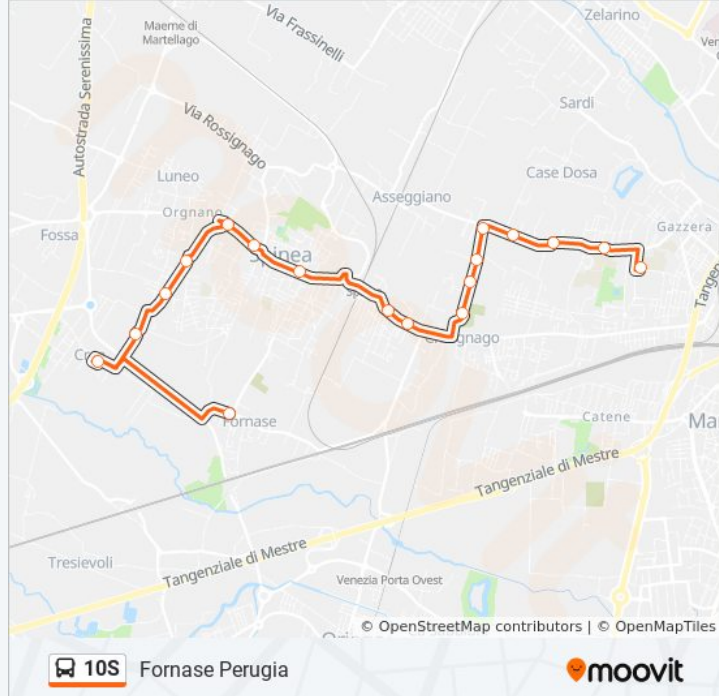 Via Frassinelli
Zelarino
Maerne di
Martellago
Autostrada Serenissima
Via Rossignago
Sardi
Case Dosa
Luneo
Asseggiano
Orgnano
Gazzera
Fossa
Spinea
Fornase
Catene
Tangenziale di Mestre
Tresievoli
Tangenziale di Mestre
Venezia Porta Ovest
© OpenStreetMap contributors | © OpenMapTiles
10S Fornase Perugia
moovit